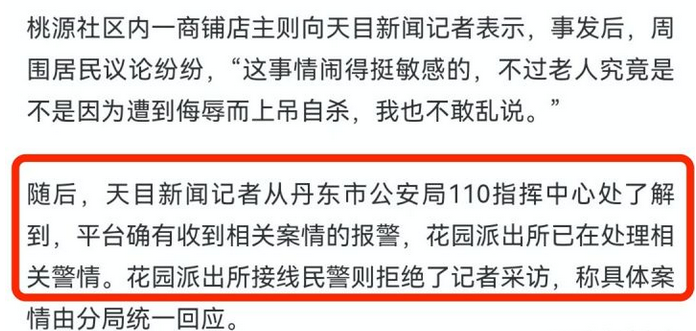 桃源社区内一商铺店主则向天目新闻记者表示，事发后，周
围居民议论纷纷，“这事情闹得挺敏感的，不过老人究竟是
不是因为遭到侮辱而上吊自杀，我也不敢乱说。”
随后，天目新闻记者从丹东市公安局110指挥中心处了解
到，平台确有收到相关案情的报警，花园派出所已在处理相
关警情。花园派出所接线民警则拒绝了记者采访，称具体案
情由分局统一回应。